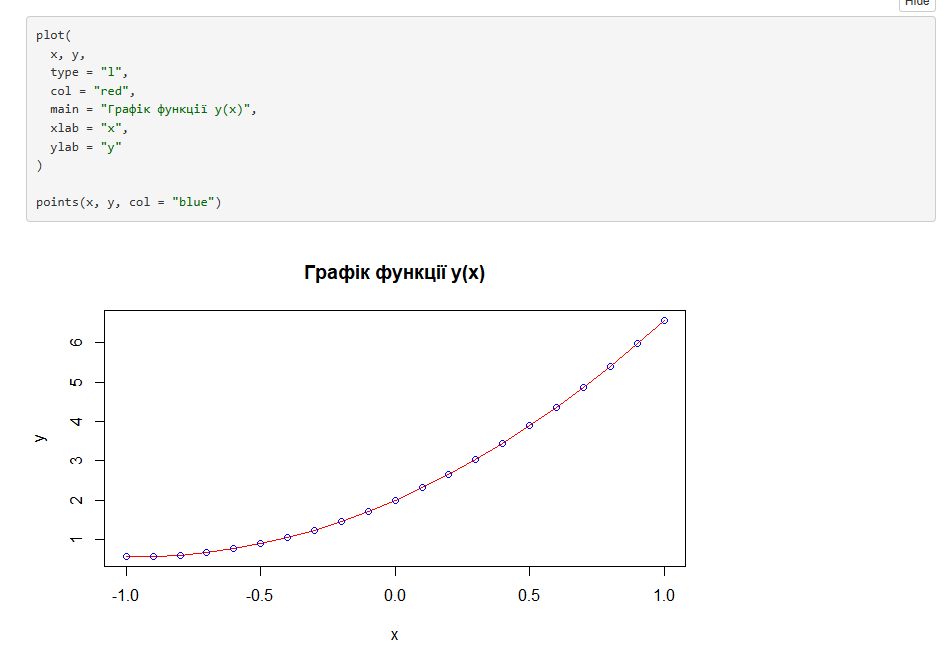 Hide
plot(
  x, y,
  type = "l",
  col = "red",
  main = "Графік функції y(x)",
  xlab = "x",
  ylab = "y"
)
points(x, y, col = "blue")
Графік функції y(x)
6
5
4
3
2
1
y
-1.0 -0.5 0.0 0.5 1.0
x